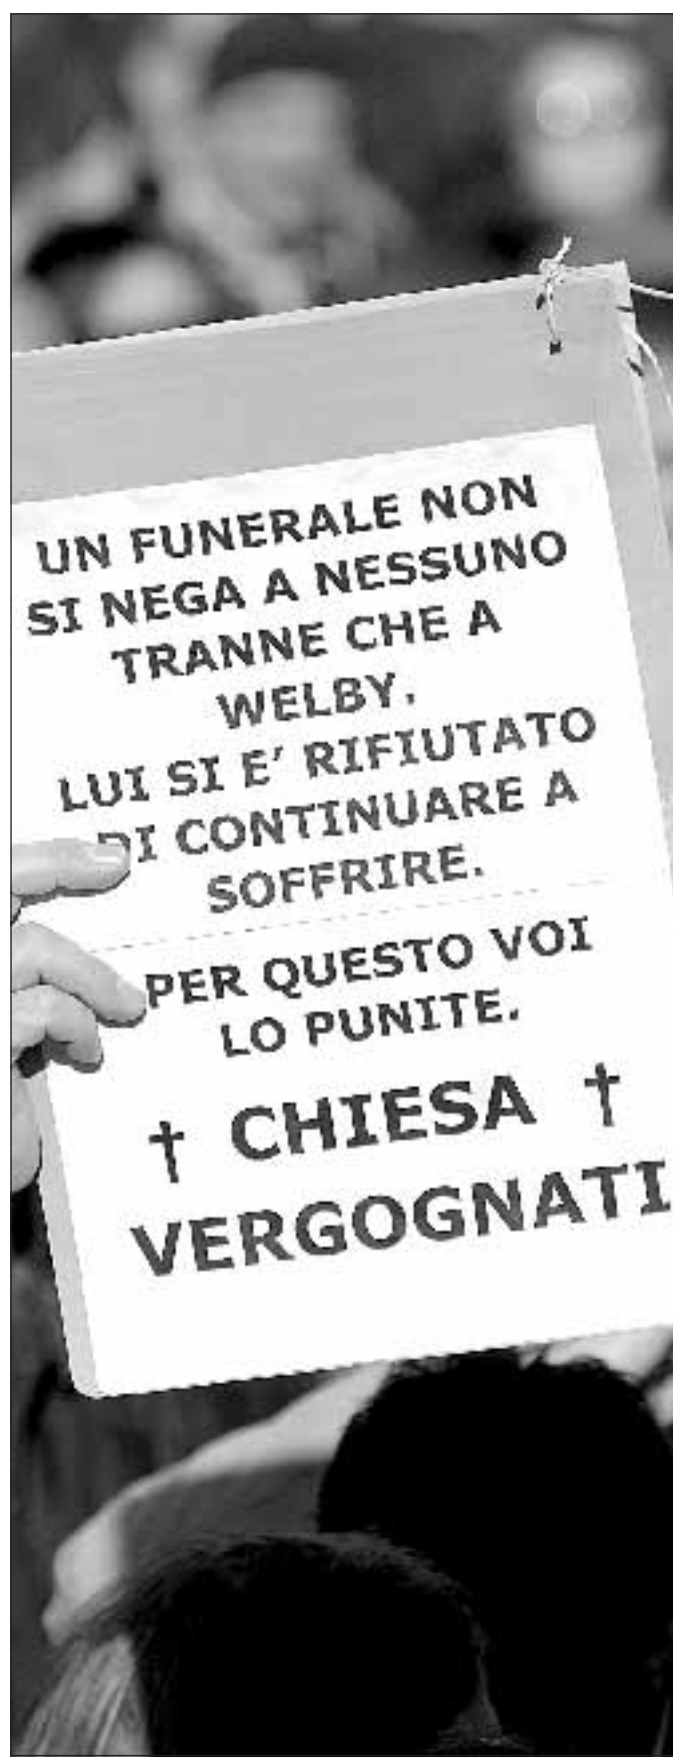 UN FUNERALE NON
SI NEGA A NESSUNO
TRANNE CHE A
WELBY.
LUI SI E' RIFIUTATO
DI CONTINUARE A
SOFFRIRE.
PER QUESTO VOI
LO PUNITE.
† CHIESA †
VERGOGNATI